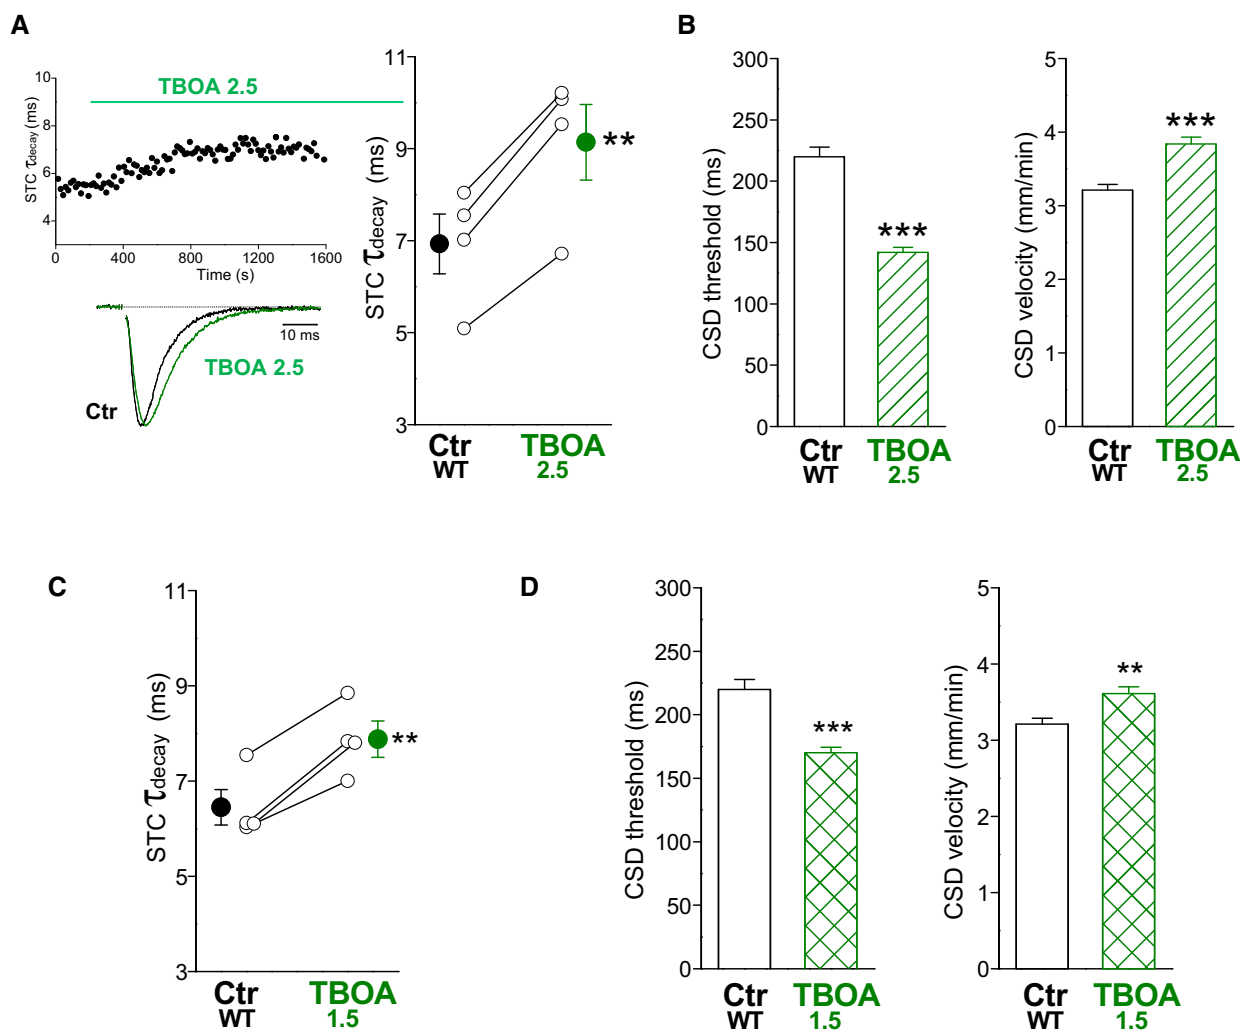 A
TBOA 2.5
STC τdecay (ms)
10
8
6
4
0
400
800
1200
1600
Time (s)
10 ms
TBOA 2.5
Ctr
STC τdecay (ms)
11
9
7
5
3
**
Ctr
WT
TBOA
2.5
B
CSD threshold (ms)
300
250
200
150
100
50
0
***
Ctr
WT
TBOA
2.5
CSD velocity (mm/min)
5
4
3
2
1
0
***
Ctr
WT
TBOA
2.5
C
STC τdecay (ms)
11
9
7
5
3
**
Ctr
WT
TBOA
1.5
D
CSD threshold (ms)
300
250
200
150
100
50
0
***
Ctr
WT
TBOA
1.5
CSD velocity (mm/min)
5
4
3
2
1
0
**
Ctr
WT
TBOA
1.5